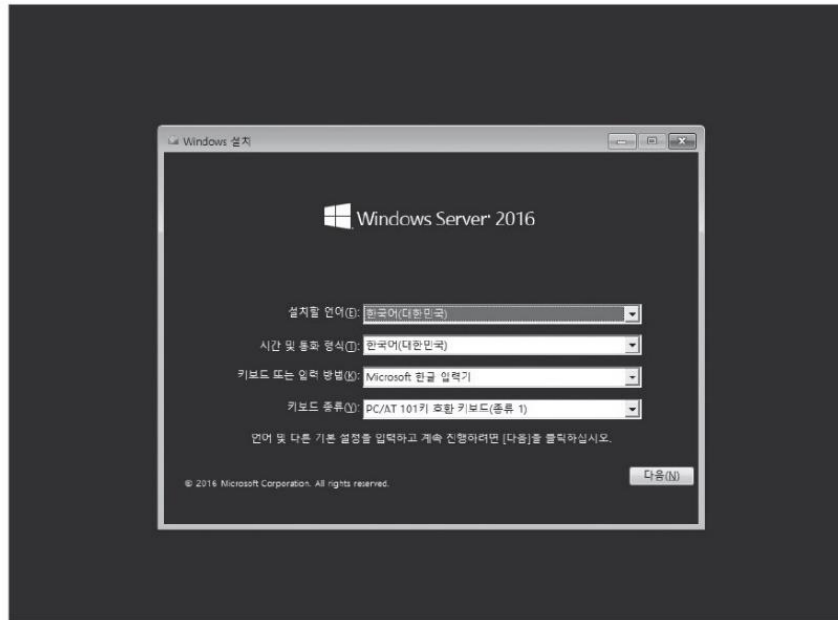 Windows 설치
Windows Server 2016
설치할 언어(E): 한국어(대한민국)
시간 및 통화 형식(T): 한국어(대한민국)
키보드 또는 입력 방법(K): Microsoft 한글 입력기
키보드 종류(Y): PC/AT 101키 호환 키보드(종류 1)
언어 및 다른 기본 설정을 입력하고 계속 진행하려면 [다음]을 클릭하십시오.
다음(N)
© 2016 Microsoft Corporation. All rights reserved.